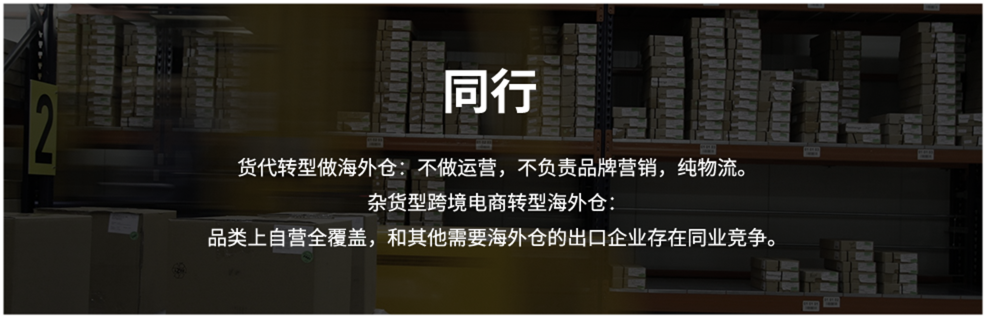 2
同行
货代转型做海外仓：不做运营，不负责品牌营销，纯物流。
杂货型跨境电商转型海外仓：
品类上自营全覆盖，和其他需要海外仓的出口企业存在同业竞争。